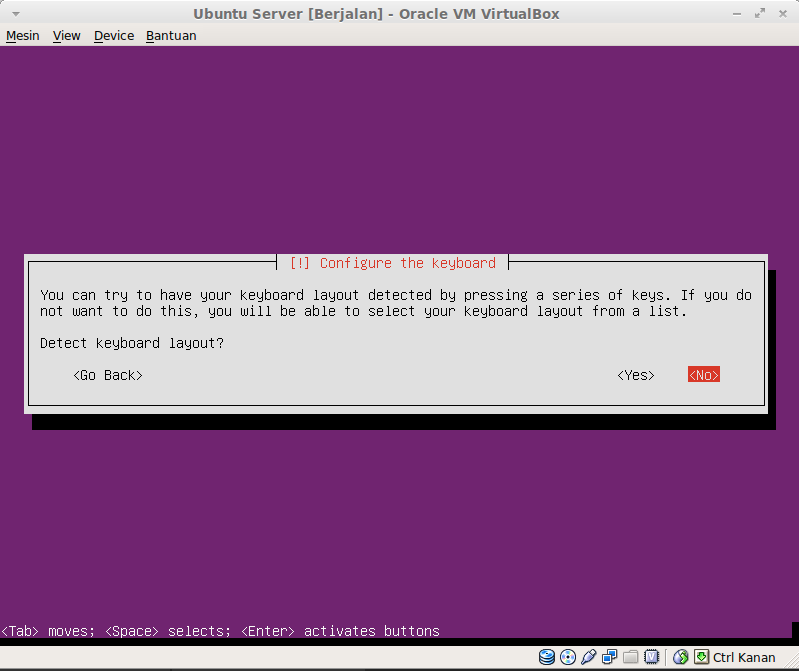 Ubuntu Server [Berjalan] - Oracle VM VirtualBox
Mesin View Device Bantuan
[!] Configure the keyboard
You can try to have your keyboard layout detected by pressing a series of keys. If you do
not want to do this, you will be able to select your keyboard layout from a list.
Detect keyboard layout?
<Go Back> <Yes> <No>
<Tab> moves; <Space> selects; <Enter> activates buttons
Ctrl Kanan